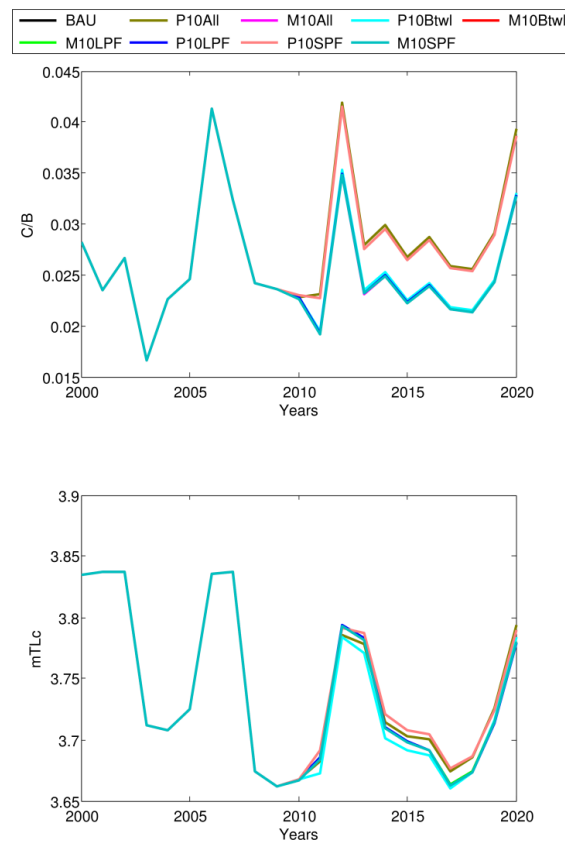 BAU P10All M10All P10Btwl M10Btwl
M10LPF P10LPF P10SPF M10SPF
0.045
0.04
0.035
0.03
0.025
0.02
0.015
C/B
2000 2005 2010 2015 2020
Years
3.9
3.85
3.8
3.75
3.7
3.65
mTLc
2000 2005 2010 2015 2020
Years